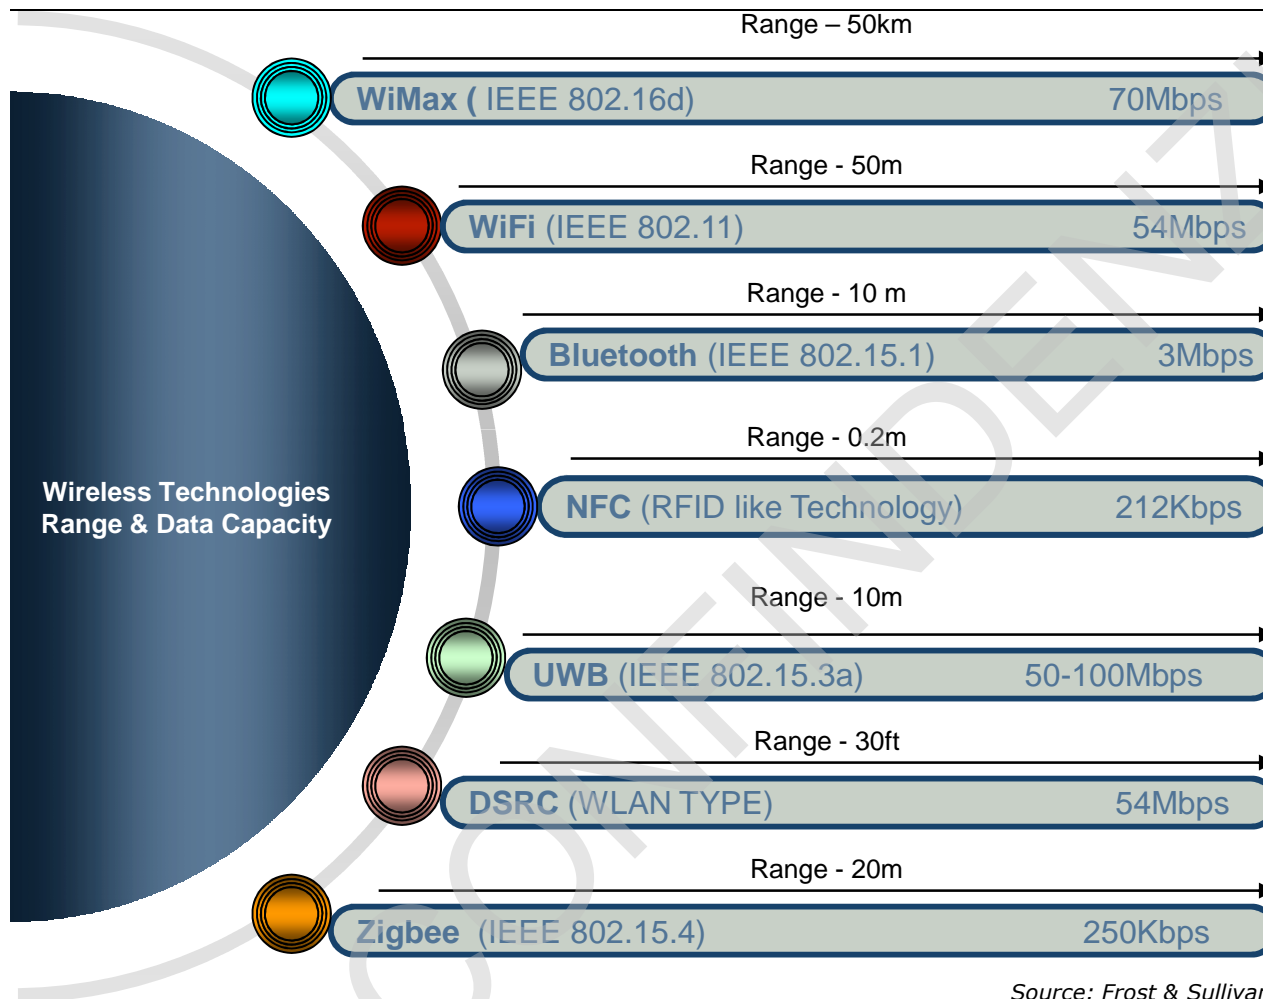 Range – 50km
WiMax ( IEEE 802.16d) 70Mbps
Range - 50m
WiFi (IEEE 802.11) 54Mbps
Range - 10 m
Bluetooth (IEEE 802.15.1) 3Mbps
Range - 0.2m
NFC (RFID like Technology) 212Kbps
Wireless Technologies
Range & Data Capacity
Range - 10m
UWB (IEEE 802.15.3a) 50-100Mbps
Range - 30ft
DSRC (WLAN TYPE) 54Mbps
Range - 20m
Zigbee (IEEE 802.15.4) 250Kbps
Source: Frost & Sullivan
CONFINDENZ